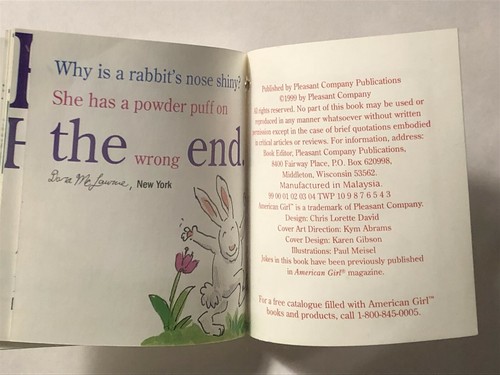 Why is a rabbit's nose shiny?
She has a powder puff on
the wrong end.
New York
Published by Pleasant Company Publications
©1999 by Pleasant Company
All rights reserved. No part of this book may be used or
reproduced in any manner whatsoever without written
permission except in the case of brief quotations embodied
in critical articles or reviews. For information, address:
Book Editor, Pleasant Company Publications,
8400 Fairway Place, P.O. Box 620998,
Middleton, Wisconsin 53562.
Manufactured in Malaysia.
99 00 01 02 03 04 TWP 10 9 8 7 6 5 4 3
American Girl™ is a trademark of Pleasant Company.
Design: Chris Lorette David
Cover Art Direction: Kym Abrams
Cover Design: Karen Gibson
Illustrations: Paul Meisel
Jokes in this book have been previously published
in American Girl® magazine.
For a free catalogue filled with American Girl™
books and products, call 1-800-845-0005.